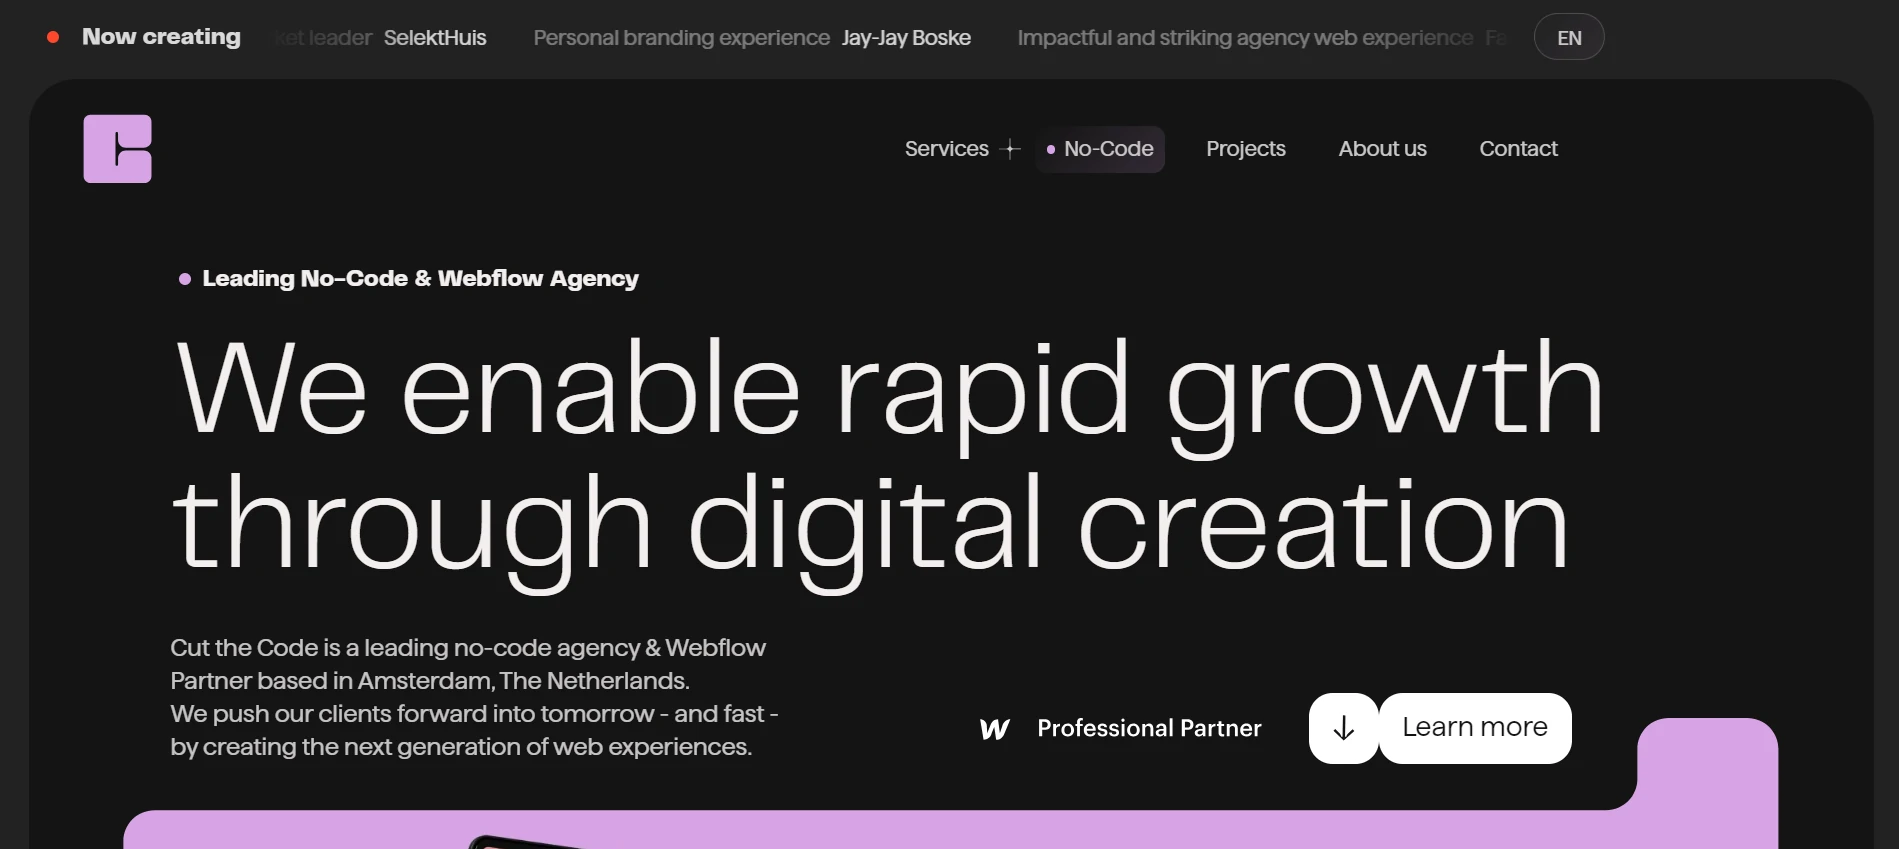 Now creating
ket leader SelektHuis Personal branding experience Jay-Jay Boske Impactful and striking agency web experience Fa
EN
Services No-Code Projects About us Contact
Leading No-Code & Webflow Agency
We enable rapid growth
through digital creation
Cut the Code is a leading no-code agency & Webflow
Partner based in Amsterdam, The Netherlands.
We push our clients forward into tomorrow - and fast -
by creating the next generation of web experiences.
Professional Partner
Learn more